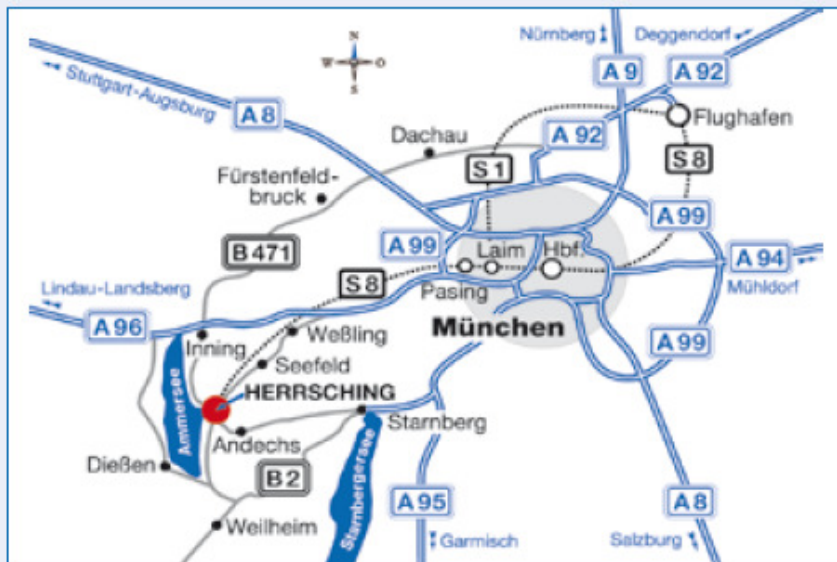 Nürnberg
Deggendorf
N
W
O
S
A 9
A 92
Stuttgart-Augsburg
A 8
Flughafen
Dachau
A 92
S 1
S 8
Fürstenfeld-
bruck
A 99
A 99
Laim
Hbf.
B 471
A 94
S 8
Pasing
Mühldorf
Lindau-Landsberg
A 96
Weßling
München
Inning
Seefeld
A 99
HERRSCHING
Ammersee
Starnberg
Andechs
Dießen
B 2
Starnbergersee
A 95
A 8
Weilheim
Garmisch
Salzburg